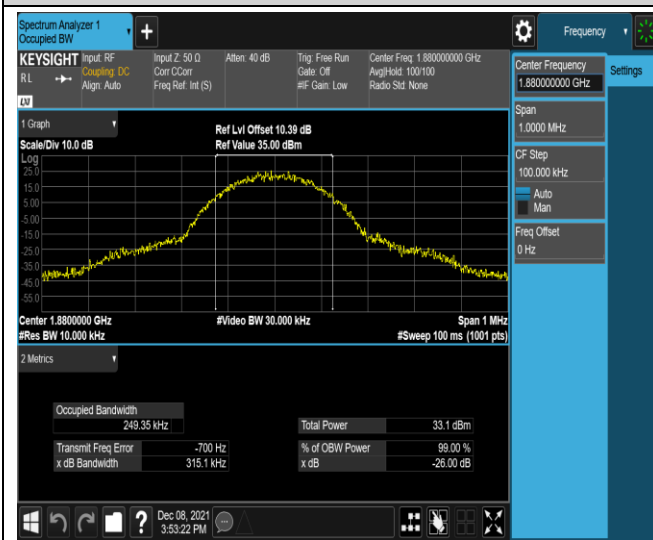 Spectrum Analyzer 1
Occupied BW
+
Frequency
KEYSIGHT
RL
LXI
Input: RF
Coupling: DC
Align: Auto
Input Z: 50 Ω
Corr CCorr
Freq Ref: Int (S)
Atten: 40 dB
Trig: Free Run
Gate: Off
#IF Gain: Low
Center Freq: 1.880000000 GHz
Avg|Hold: 100/100
Radio Std: None
Center Frequency
1.880000000 GHz
Settings
Span
1.0000 MHz
CF Step
100.000 kHz
Auto
Man
Freq Offset
0 Hz
1 Graph
Scale/Div 10.0 dB
Ref Lvl Offset 10.39 dB
Ref Value 35.00 dBm
Log
25.0
15.0
5.00
-5.00
-15.0
-25.0
-35.0
-45.0
-55.0
Center 1.8800000 GHz
#Res BW 10.000 kHz
#Video BW 30.000 kHz
Span 1 MHz
#Sweep 100 ms (1001 pts)
2 Metrics
Occupied Bandwidth
249.35 kHz
Total Power 33.1 dBm
Transmit Freq Error -700 Hz
% of OBW Power 99.00 %
x dB Bandwidth 315.1 kHz
x dB -26.00 dB
?
Dec 08, 2021
3:53:22 PM